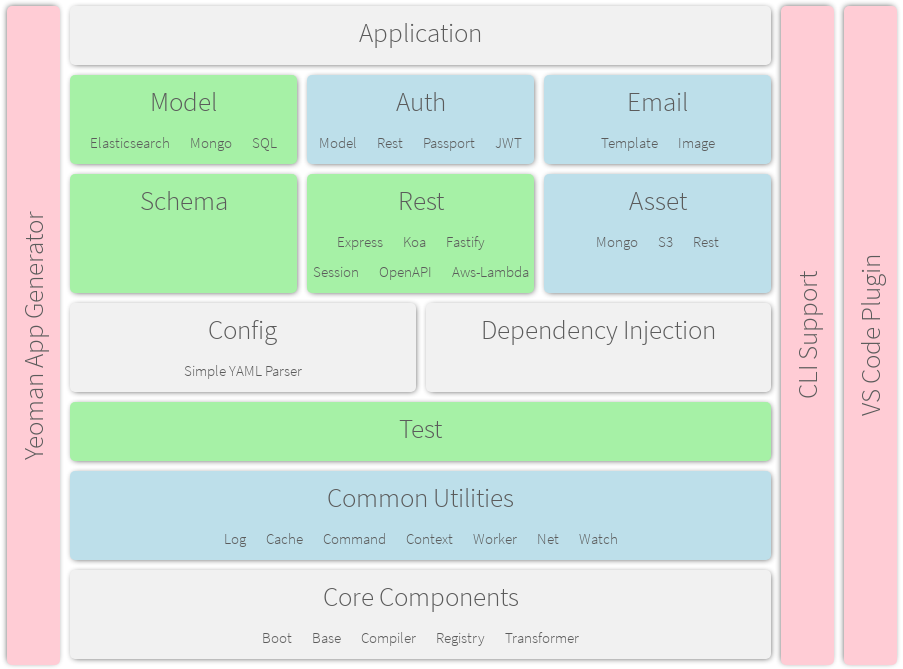 Yeoman App Generator
Application
Model
Elasticsearch Mongo SQL
Auth
Model Rest Passport JWT
Email
Template Image
Schema
Rest
Express Koa Fastify
Session OpenAPI Aws-Lambda
Asset
Mongo S3 Rest
Config
Simple YAML Parser
Dependency Injection
Test
Common Utilities
Log Cache Command Context Worker Net Watch
Core Components
Boot Base Compiler Registry Transformer
CLI Support
VS Code Plugin